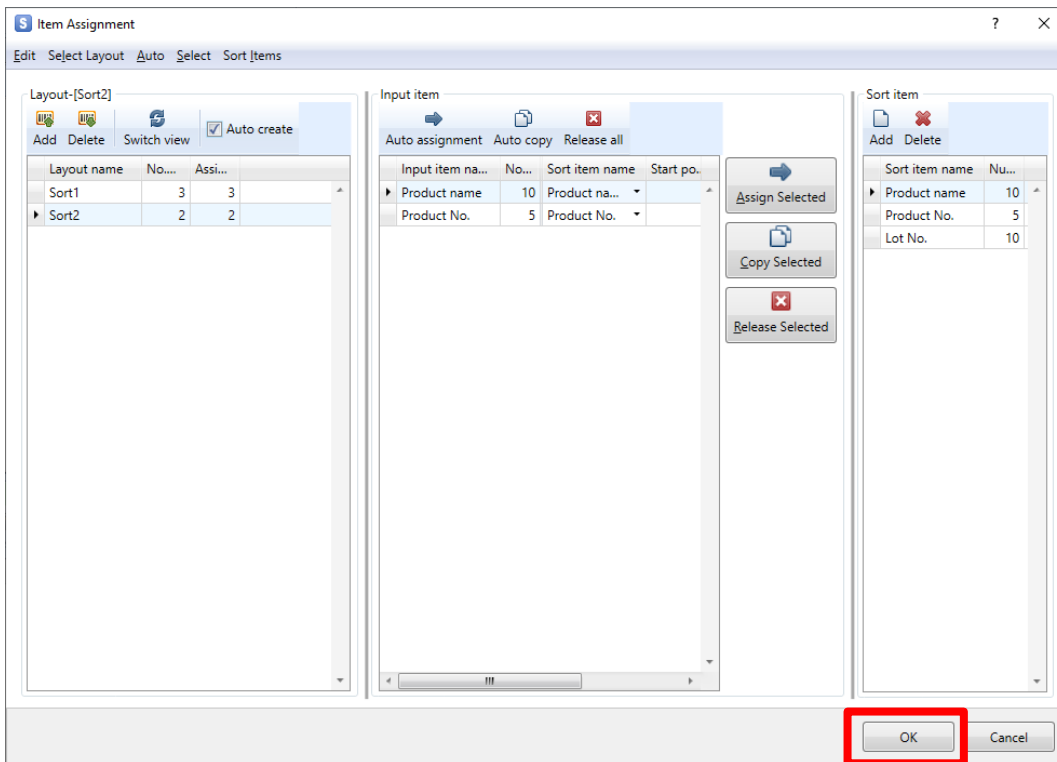 S Item Assignment ? ×
Edit Select Layout Auto Select Sort Items
Layout-[Sort2]
Add Delete Switch view Auto create
Layout name No.... Assi...
Sort1 3 3
Sort2 2 2
Input item
Auto assignment Auto copy Release all
Input item na... No... Sort item name Start po..
Product name 10 Product na...
Product No. 5 Product No.
Assign Selected
Copy Selected
Release Selected
Sort item
Add Delete
Sort item name Nu...
Product name 10
Product No. 5
Lot No. 10
OK Cancel